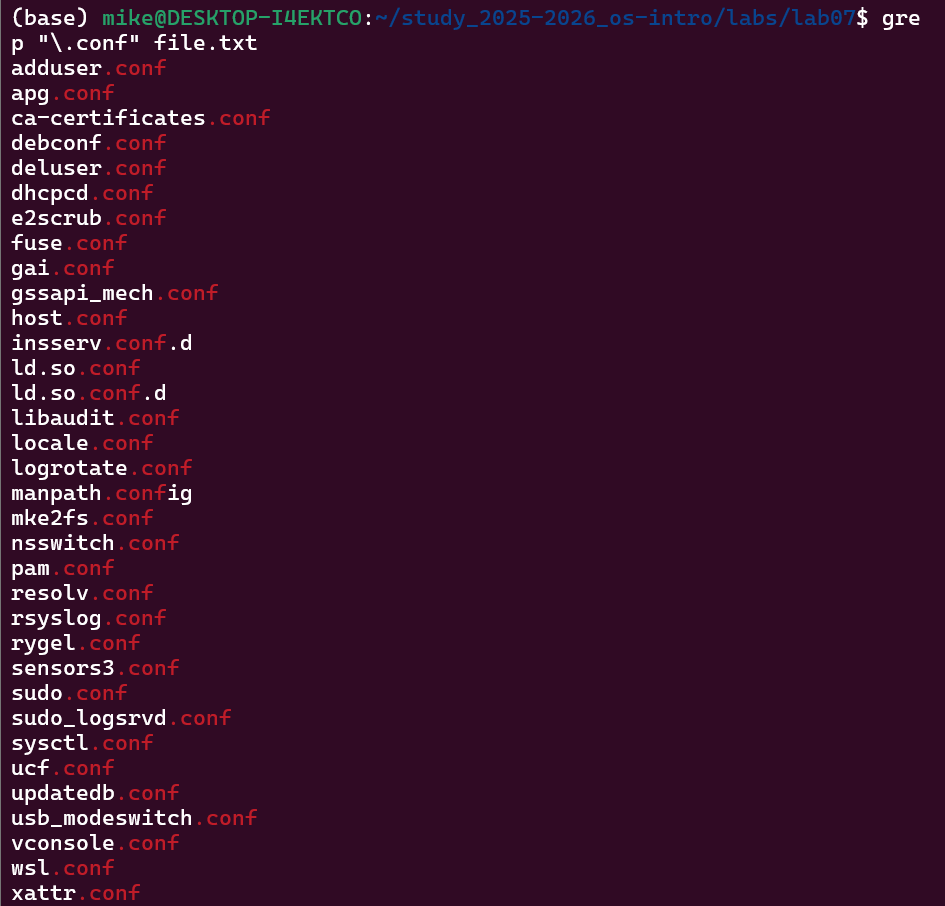 (base) mike@DESKTOP-I4EKTCO:~/study_2025-2026_os-intro/labs/lab07$ gre
p "\.conf" file.txt
adduser.conf
apg.conf
ca-certificates.conf
debconf.conf
deluser.conf
dhcpcd.conf
e2scrub.conf
fuse.conf
gai.conf
gssapi_mech.conf
host.conf
insserv.conf.d
ld.so.conf
ld.so.conf.d
libaudit.conf
locale.conf
logrotate.conf
manpath.config
mke2fs.conf
nsswitch.conf
pam.conf
resolv.conf
rsyslog.conf
rygel.conf
sensors3.conf
sudo.conf
sudo_logsrvd.conf
sysctl.conf
ucf.conf
updatedb.conf
usb_modeswitch.conf
vconsole.conf
wsl.conf
xattr.conf